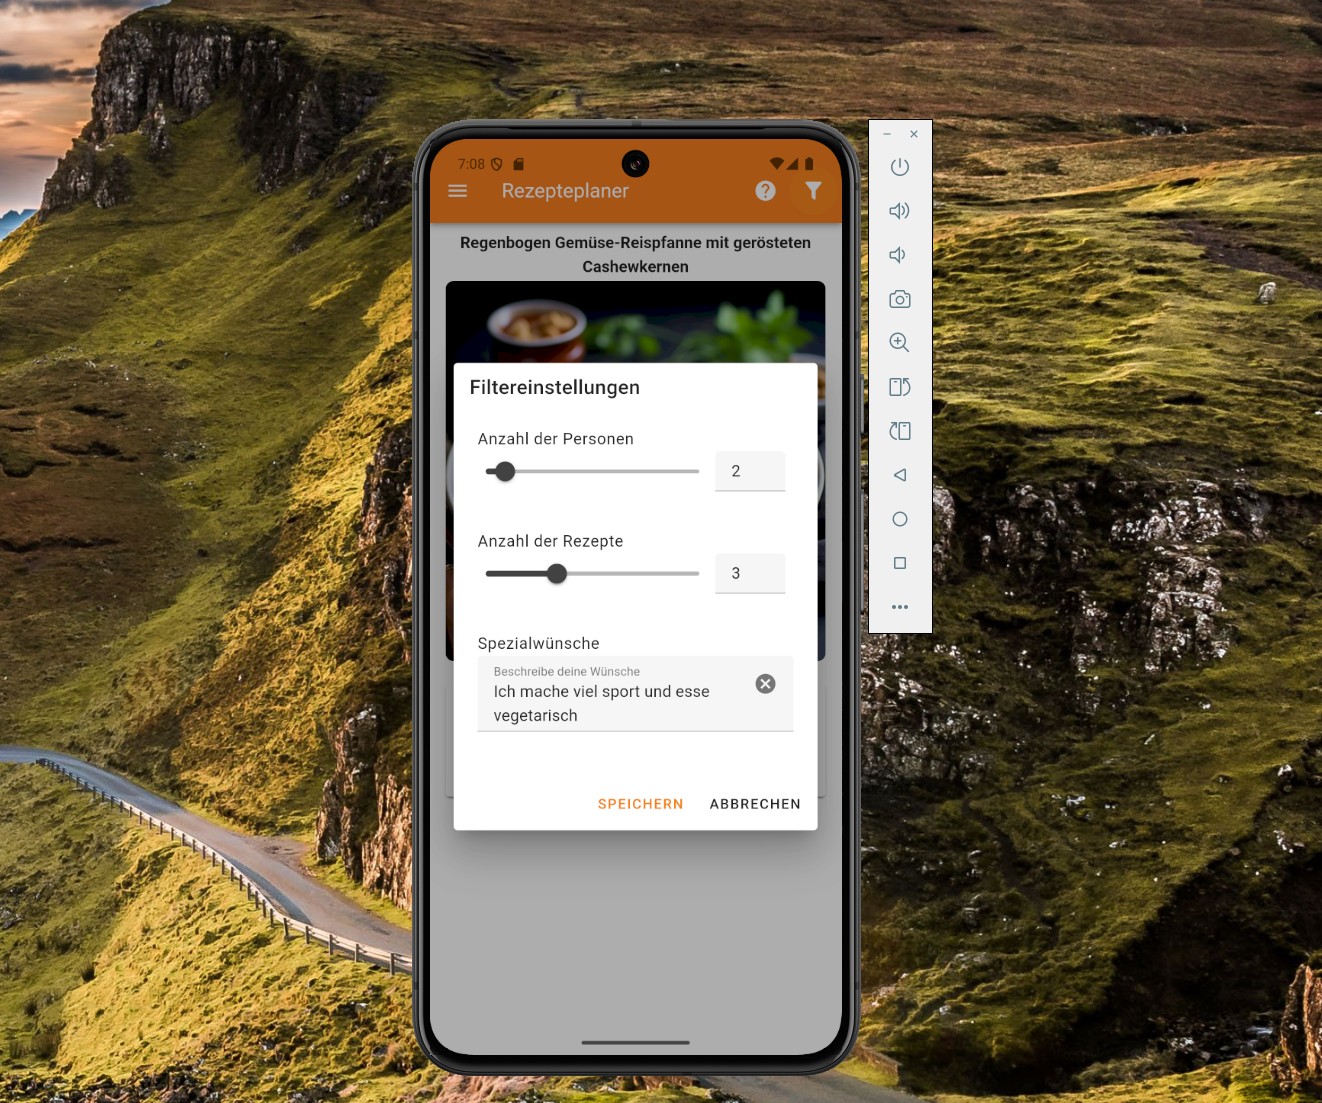 7:08
Rezepteplaner
Regenbogen Gemüse-Reispfanne mit gerösteten
Cashewkernen
Filtereinstellungen
Anzahl der Personen
2
Anzahl der Rezepte
3
Spezialwünsche
Beschreibe deine Wünsche
Ich mache viel sport und esse
vegetarisch
SPEICHERN ABBRECHEN